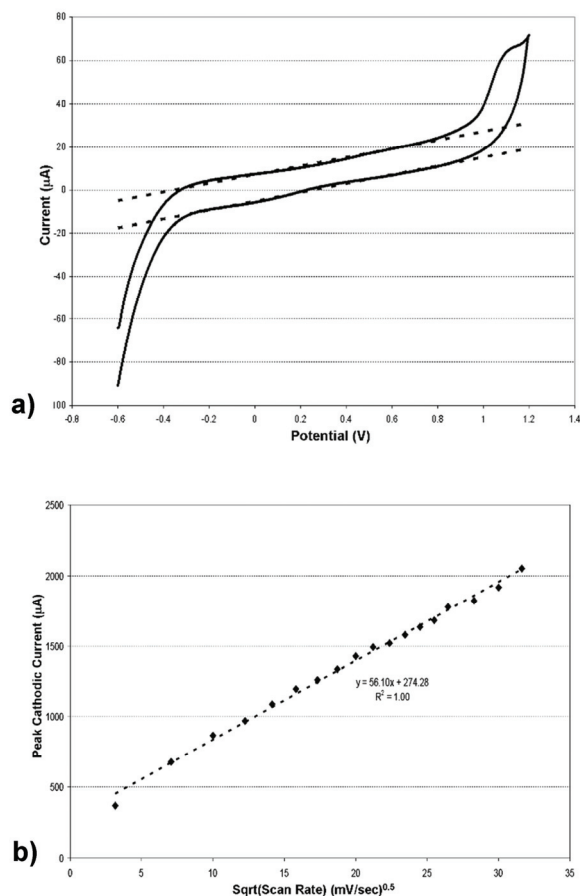 80
60
40
20
0
-20
-40
-60
-80
100
Current (µA)
-0.8 -0.6 -0.4 -0.2 0 0.2 0.4 0.6 0.8 1 1.2 1.4
Potential (V)
a)
2500
2000
1500
1000
500
0
Peak Cathodic Current (µA)
y = 56.10x + 274.28
R² = 1.00
0 5 10 15 20 25 30 35
Sqrt(Scan Rate) (mV/sec)⁰·⁵
b)